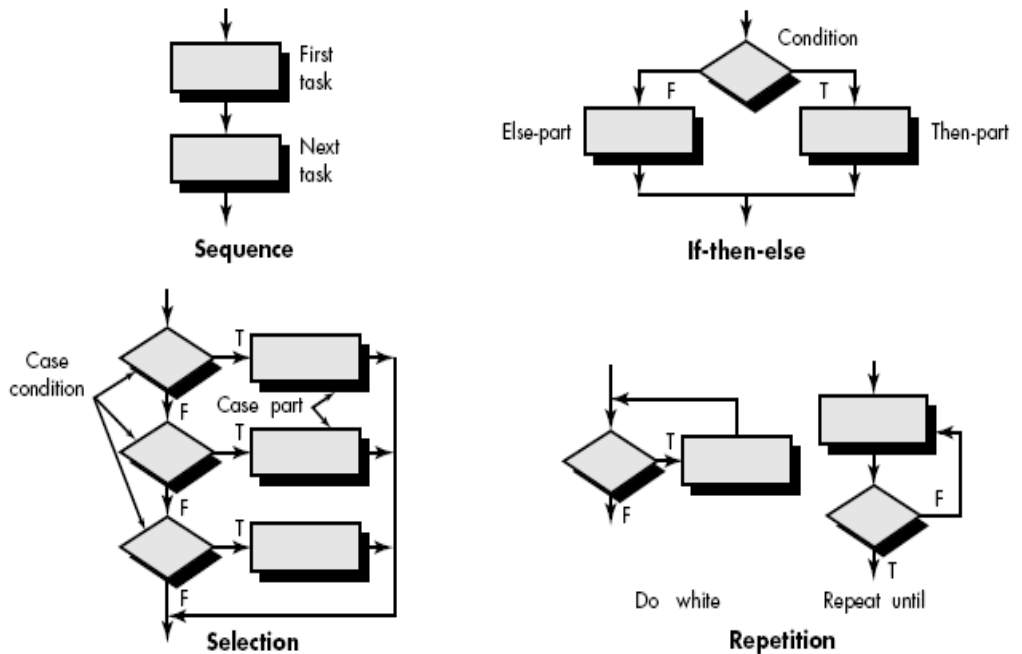 First
task
Next
task
Sequence
Condition
F
T
Else-part
Then-part
If-then-else
Case
condition
T
F
Case part
T
F
T
F
Selection
T
F
Do white
F
T
Repeat until
Repetition